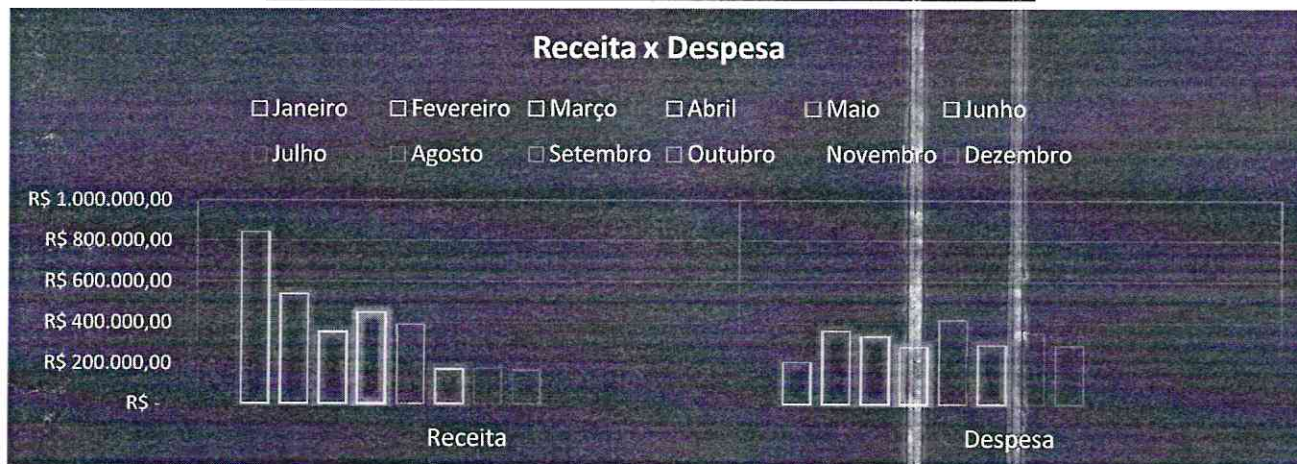 Receita x Despesa
Janeiro Fevereiro Março Abril Maio Junho
Julho Agosto Setembro Outubro Novembro Dezembro
R$ 1.000.000,00
R$ 800.000,00
R$ 600.000,00
R$ 400.000,00
R$ 200.000,00
R$ -
Receita Despesa